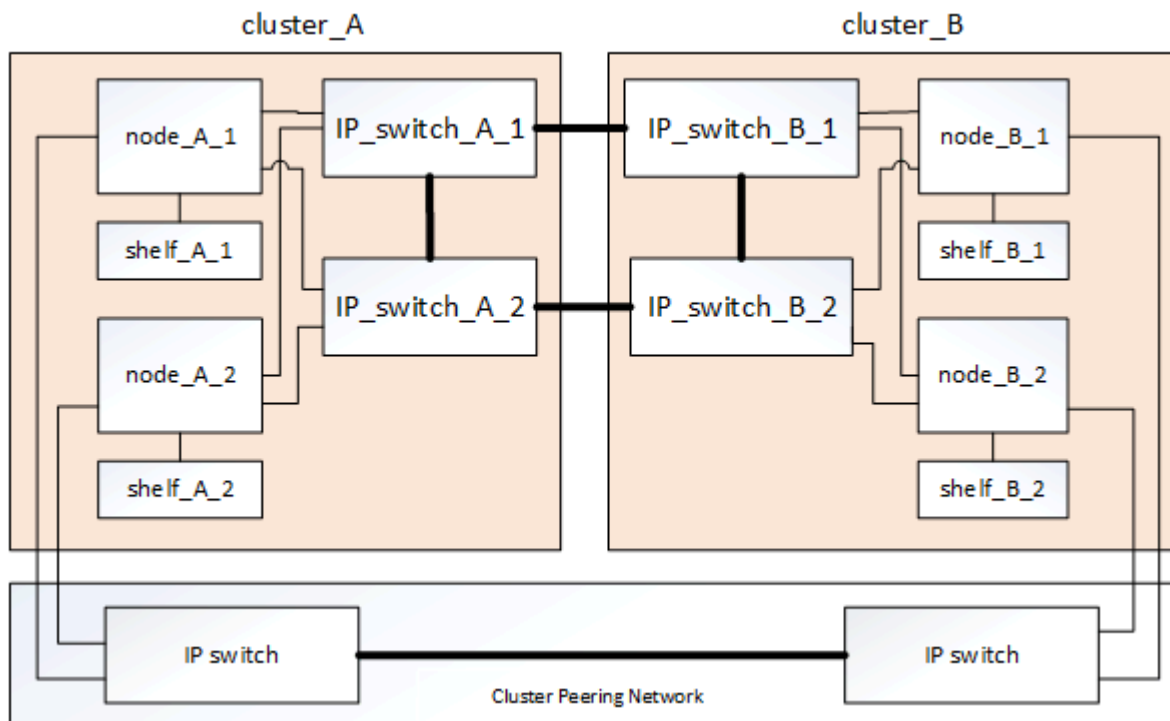 cluster_A
cluster_B
node_A_1
IP_switch_A_1
IP_switch_B_1
node_B_1
shelf_A_1
shelf_B_1
IP_switch_A_2
IP_switch_B_2
node_A_2
node_B_2
shelf_A_2
shelf_B_2
IP switch
IP switch
Cluster Peering Network